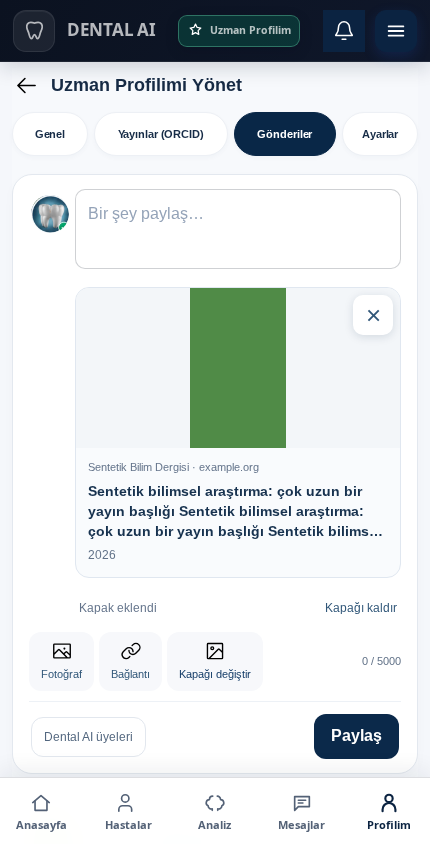 DENTAL AI
Uzman Profilim
Uzman Profilimi Yönet
Genel
Yayınlar (ORCID)
Gönderiler
Ayarlar
Bir şey paylaş…
Sentetik Bilim Dergisi · example.org
Sentetik bilimsel araştırma: çok uzun bir
yayın başlığı Sentetik bilimsel araştırma:
çok uzun bir yayın başlığı Sentetik bilims…
2026
Kapak eklendi
Kapağı kaldır
Fotoğraf
Bağlantı
Kapağı değiştir
0 / 5000
Dental AI üyeleri
Paylaş
Anasayfa
Hastalar
Analiz
Mesajlar
Profilim